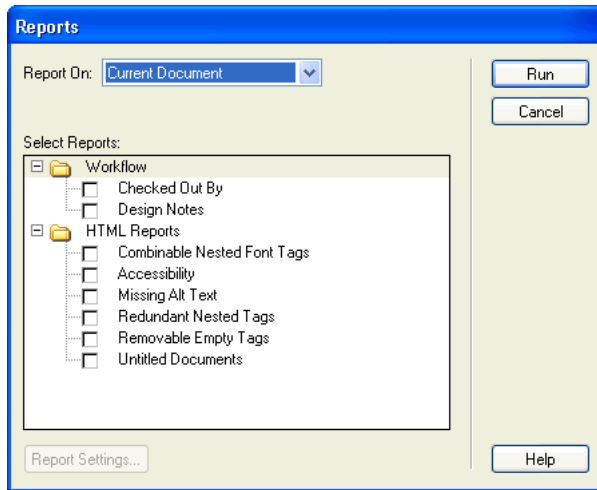 Reports
Report On: Current Document
Run
Cancel
Select Reports:
Workflow
Checked Out By
Design Notes
HTML Reports
Combinable Nested Font Tags
Accessibility
Missing Alt Text
Redundant Nested Tags
Removable Empty Tags
Untitled Documents
Report Settings...
Help